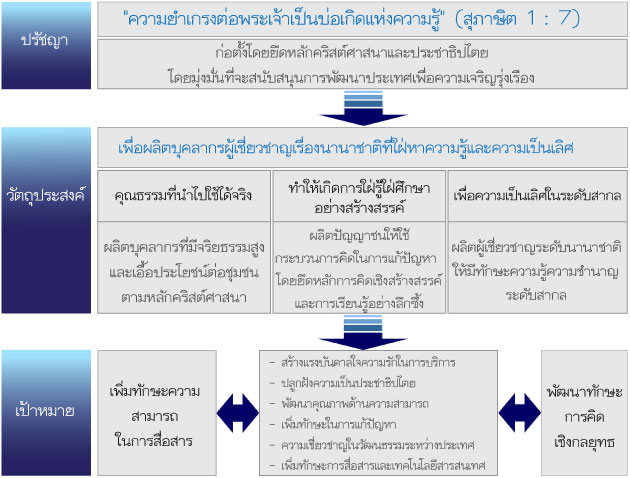 ปรัชญา
"ความยำเกรงต่อพระเจ้าเป็นบ่อเกิดแห่งความรู้" (สุภาษิต 1 : 7)
ก่อตั้งโดยยึดหลักคริสต์ศาสนาและประชาธิปไตย
โดยมุ่งมั่นที่จะสนับสนุนการพัฒนาประเทศเพื่อความเจริญรุ่งเรือง
วัตถุประสงค์
เพื่อผลิตบุคลากรผู้เชี่ยวชาญเรื่องนานาชาติที่ใฝ่หาความรู้และความเป็นเลิศ
คุณธรรมที่นำไปใช้ได้จริง
ผลิตบุคลากรที่มีจริยธรรมสูง
และเอื้อประโยชน์ต่อชุมชน
ตามหลักคริสต์ศาสนา
ทำให้เกิดการใฝ่รู้ใฝ่ศึกษา
อย่างสร้างสรรค์
ผลิตปัญญาชนให้ใช้
กระบวนการคิดในการแก้ปัญหา
โดยยึดหลักการคิดเชิงสร้างสรรค์
และการเรียนรู้อย่างลึกซึ้ง
เพื่อความเป็นเลิศในระดับสากล
ผลิตผู้เชี่ยวชาญระดับนานาชาติ
ให้มีทักษะความรู้ความชำนาญ
ระดับสากล
เป้าหมาย
เพิ่มทักษะความ
สามารถ
ในการสื่อสาร
- สร้างแรงบันดาลใจความรักในการบริการ
- ปลูกฝังความเป็นประชาธิปไตย
- พัฒนาคุณภาพด้านความสามารถ
- เพิ่มทักษะในการแก้ปัญหา
- ความเชี่ยวชาญในวัฒนธรรมระหว่างประเทศ
- เพิ่มทักษะการสื่อสารและเทคโนโลยีสารสนเทศ
พัฒนาทักษะ
การคิด
เชิงกลยุทธ